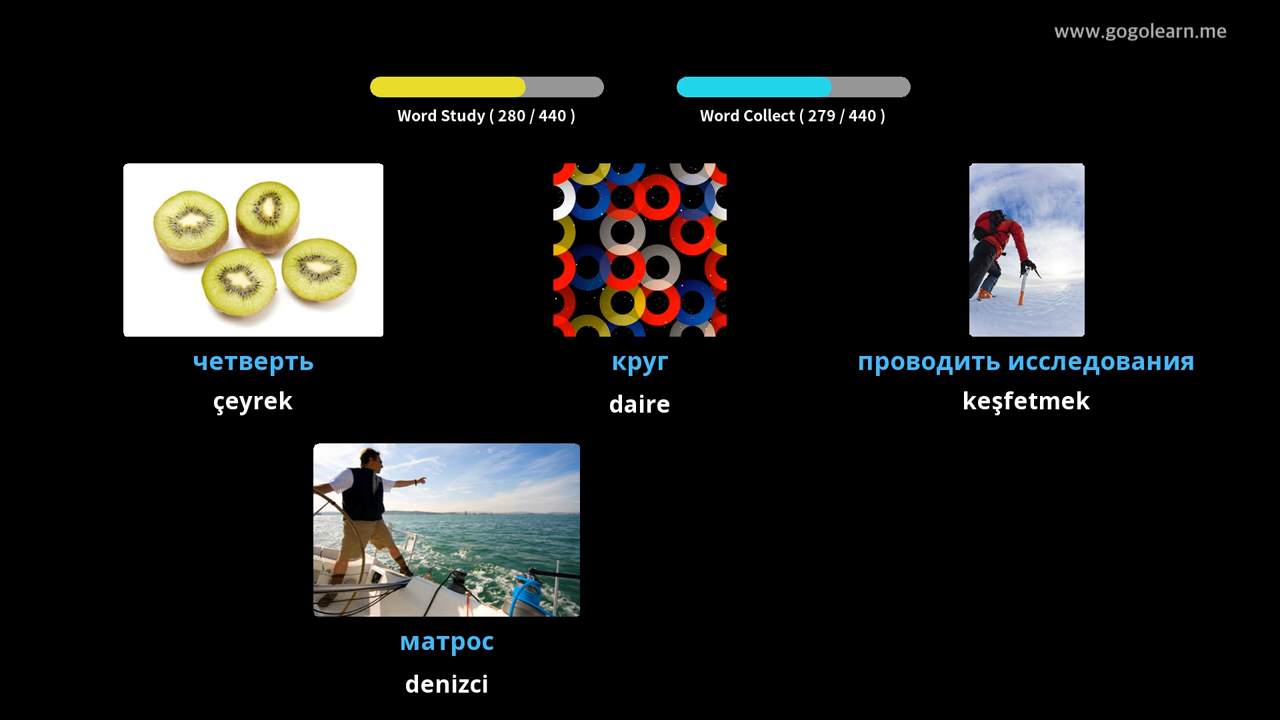 www.gogolearn.me
Word Study ( 280 / 440 )
Word Collect ( 279 / 440 )
четверть
çeyrek
круг
daire
проводить исследования
keşfetmek
матрос
denizci